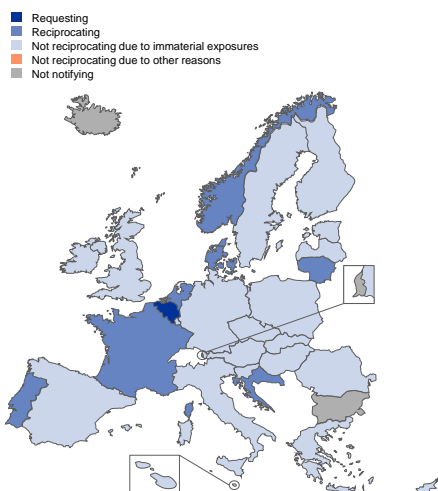 Requesting
Reciprocating
Not reciprocating due to immaterial exposures
Not reciprocating due to other reasons
Not notifying